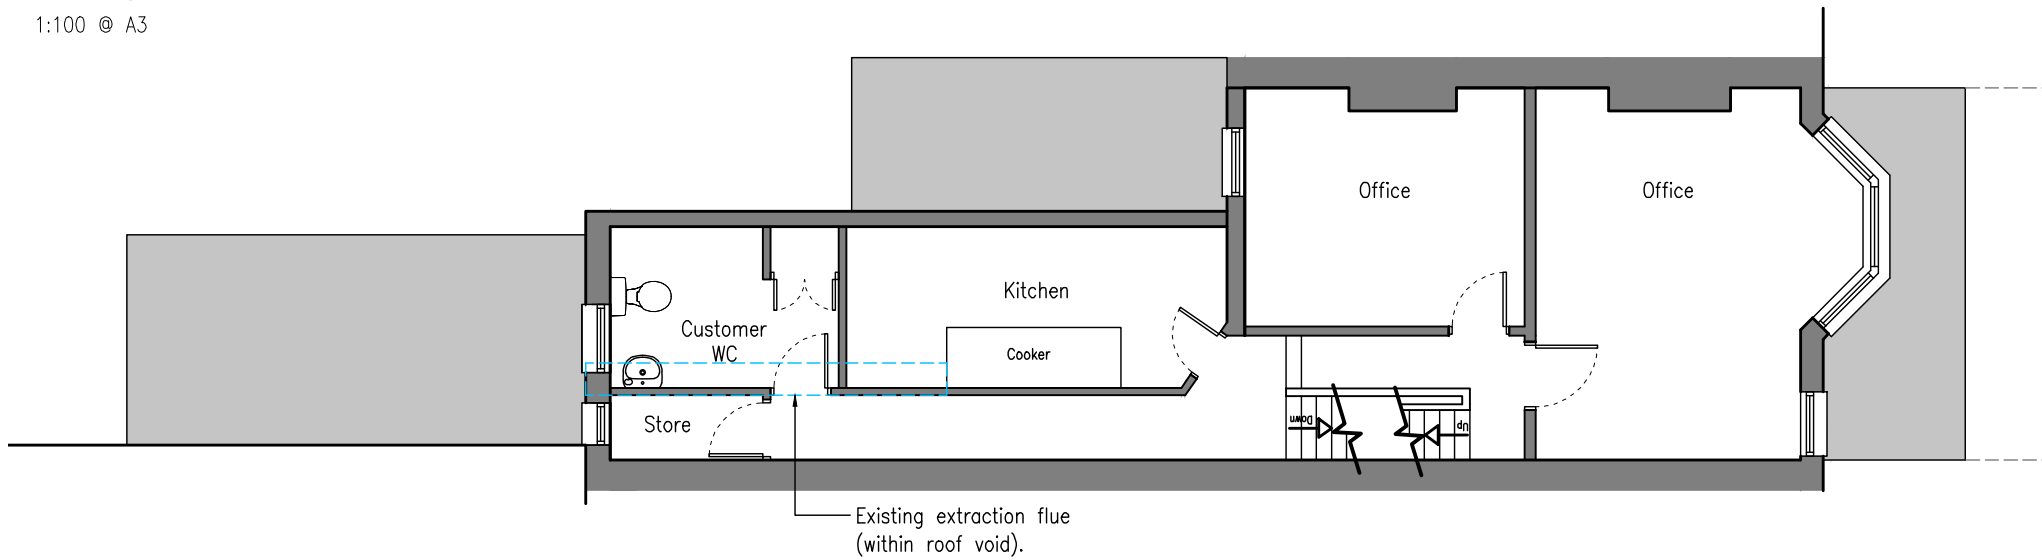 1:100 @ A3
Office
Office
Kitchen
Customer
WC
Cooker
Store
Down
Up
Existing extraction flue
(within roof void).